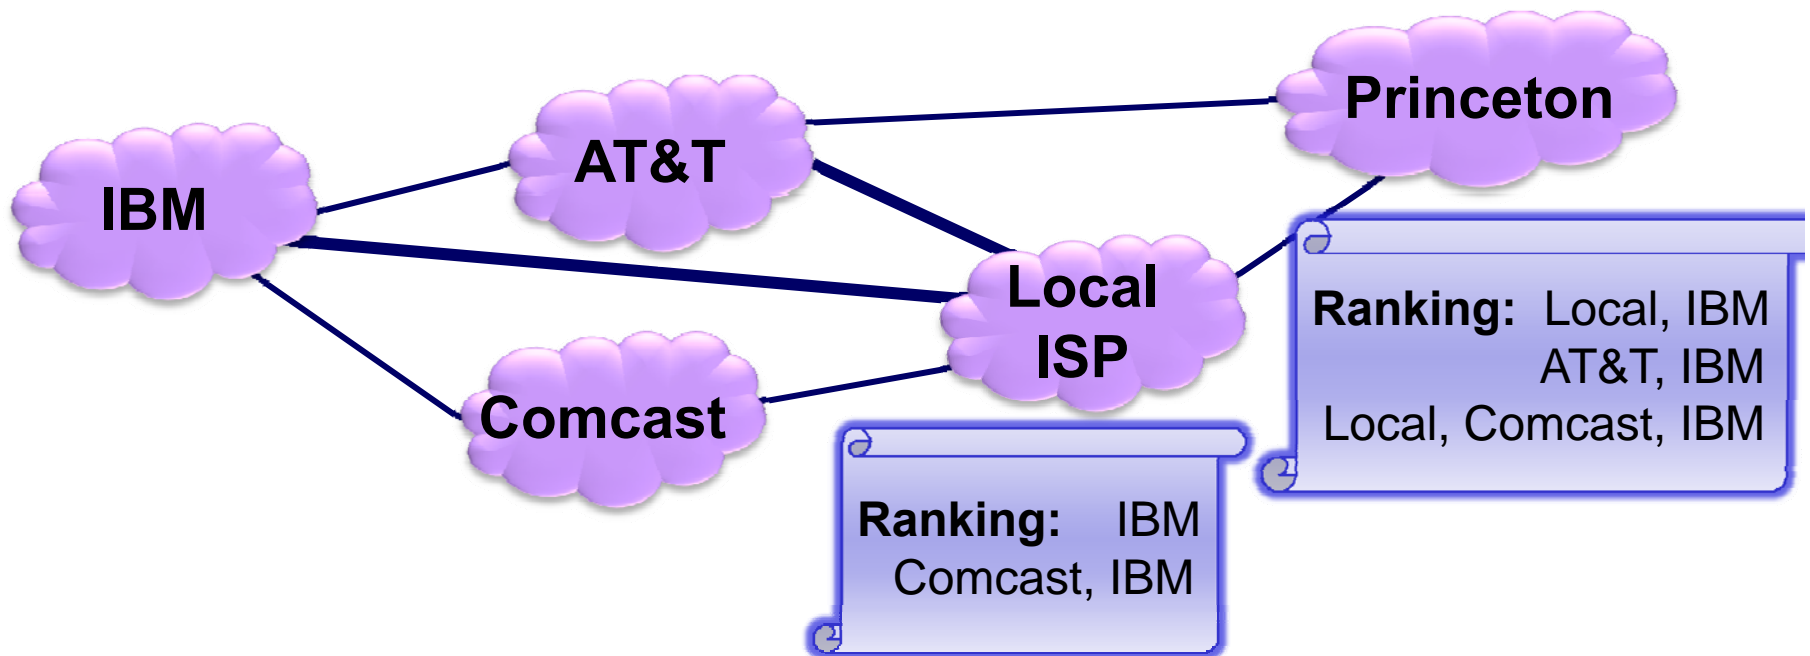 Princeton
AT&T
IBM
Local
ISP
Comcast
Ranking: Local, IBM
AT&T, IBM
Local, Comcast, IBM
Ranking: IBM
Comcast, IBM